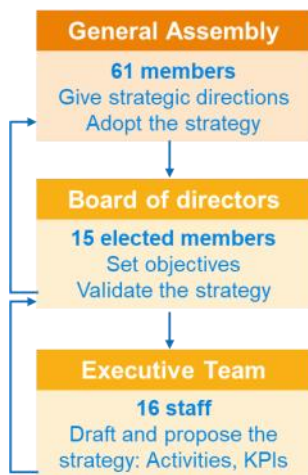 General Assembly
61 members
Give strategic directions
Adopt the strategy
Board of directors
15 elected members
Set objectives
Validate the strategy
Executive Team
16 staff
Draft and propose the
strategy: Activities, KPIs